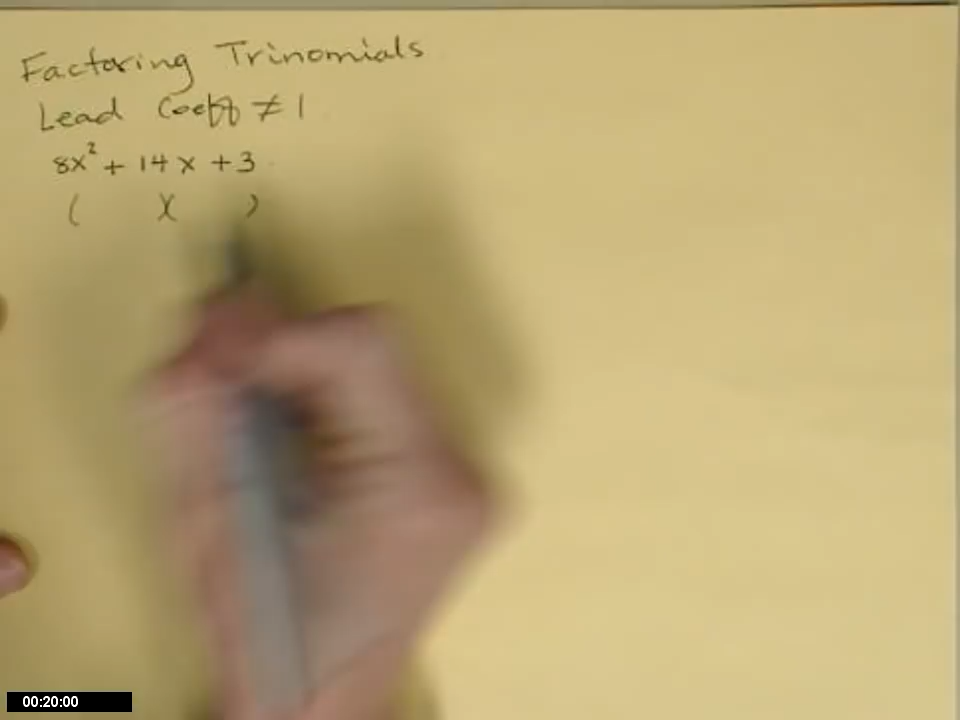 Factoring Trinomials
Lead Coeff ≠ 1
8x² + 14x + 3
(      )(      )
00:20:00